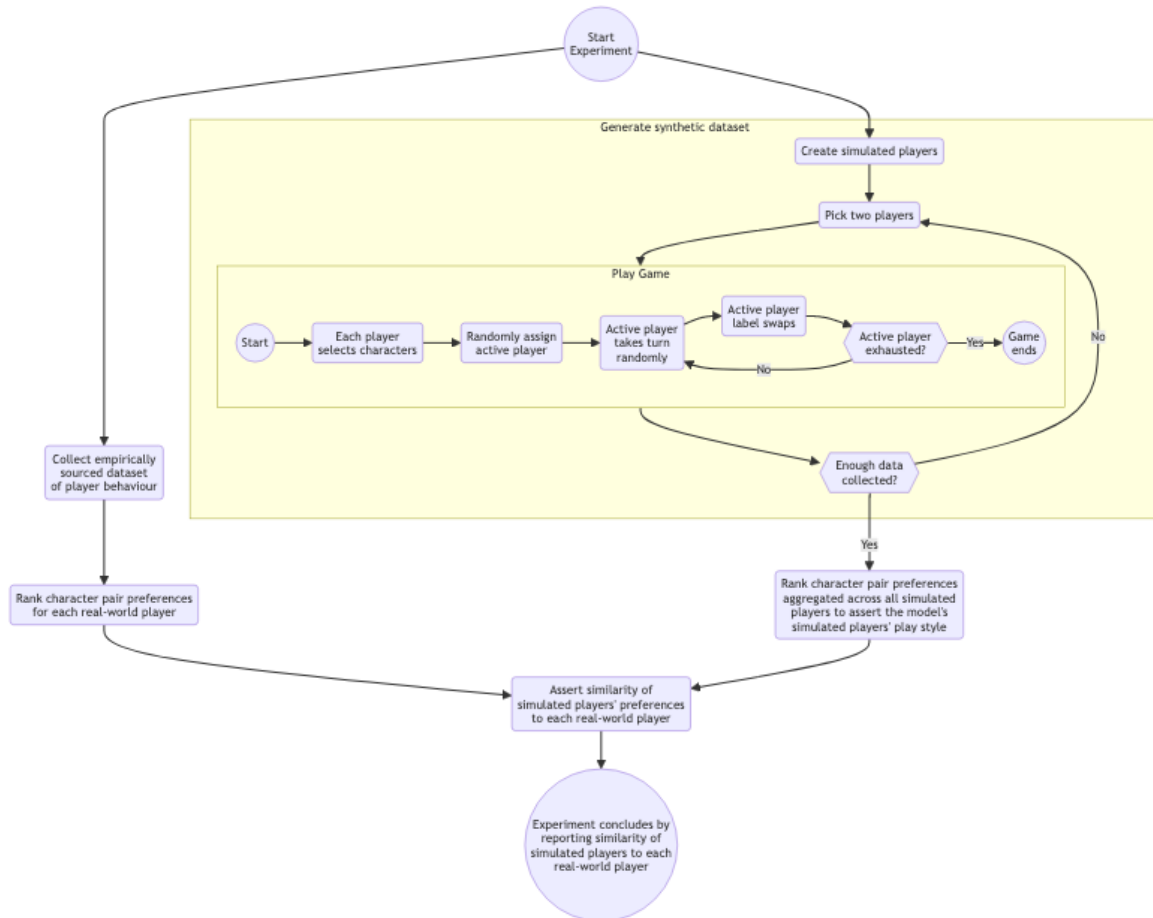 Start
Experiment
Generate synthetic dataset
Create simulated players
Pick two players
Play Game
Start
Each player
selects characters
Randomly assign
active player
Active player
takes turn
randomly
Active player
label swaps
Active player
exhausted?
Yes
No
Game
ends
No
Enough data
collected?
Yes
Collect empirically
sourced dataset
of player behaviour
Rank character pair preferences
for each real-world player
Rank character pair preferences
aggregated across all simulated
players to assert the model's
simulated players' play style
Assert similarity of
simulated players' preferences
to each real-world player
Experiment concludes by
reporting similarity of
simulated players to each
real-world player